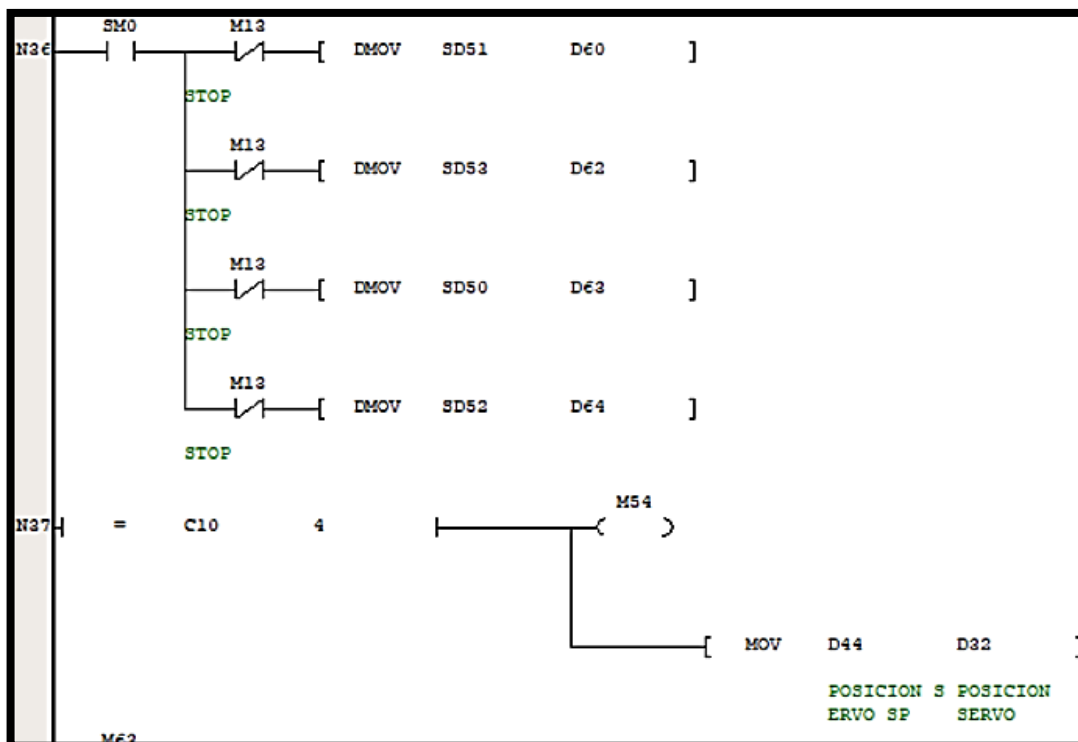 SM0 M13
N36 DMOV SD51 D60
STOP
M13
DMOV SD53 D62
STOP
M13
DMOV SD50 D63
STOP
M13
DMOV SD52 D64
STOP
M54
N37 = C10 4
MOV D44 D32
POSICION S POSICION
ERVO SP SERVO
M63